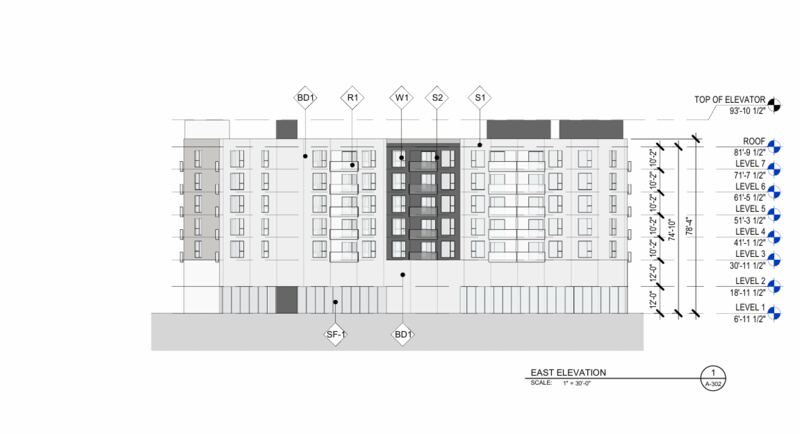 BD1 R1 W1 S2 S1
TOP OF ELEVATOR
93'-10 1/2"
ROOF
81'-9 1/2"
LEVEL 7
71'-7 1/2"
LEVEL 6
61'-5 1/2"
LEVEL 5
51'-3 1/2"
LEVEL 4
41'-1 1/2"
LEVEL 3
30'-11 1/2"
LEVEL 2
18'-11 1/2"
LEVEL 1
6'-11 1/2"
10'-2"
10'-2"
10'-2"
10'-2"
10'-2"
12'-0"
12'-0"
74'-10"
78'-4"
SF-1 BD1
EAST ELEVATION
SCALE: 1" = 30'-0"
1
A-302